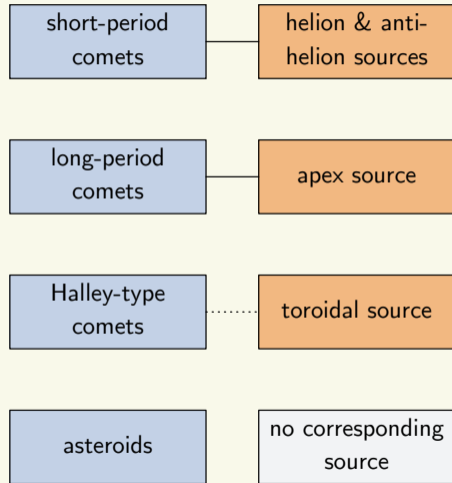 short-period
comets
helion & anti-
helion sources
long-period
comets
apex source
Halley-type
comets
toroidal source
asteroids
no corresponding
source